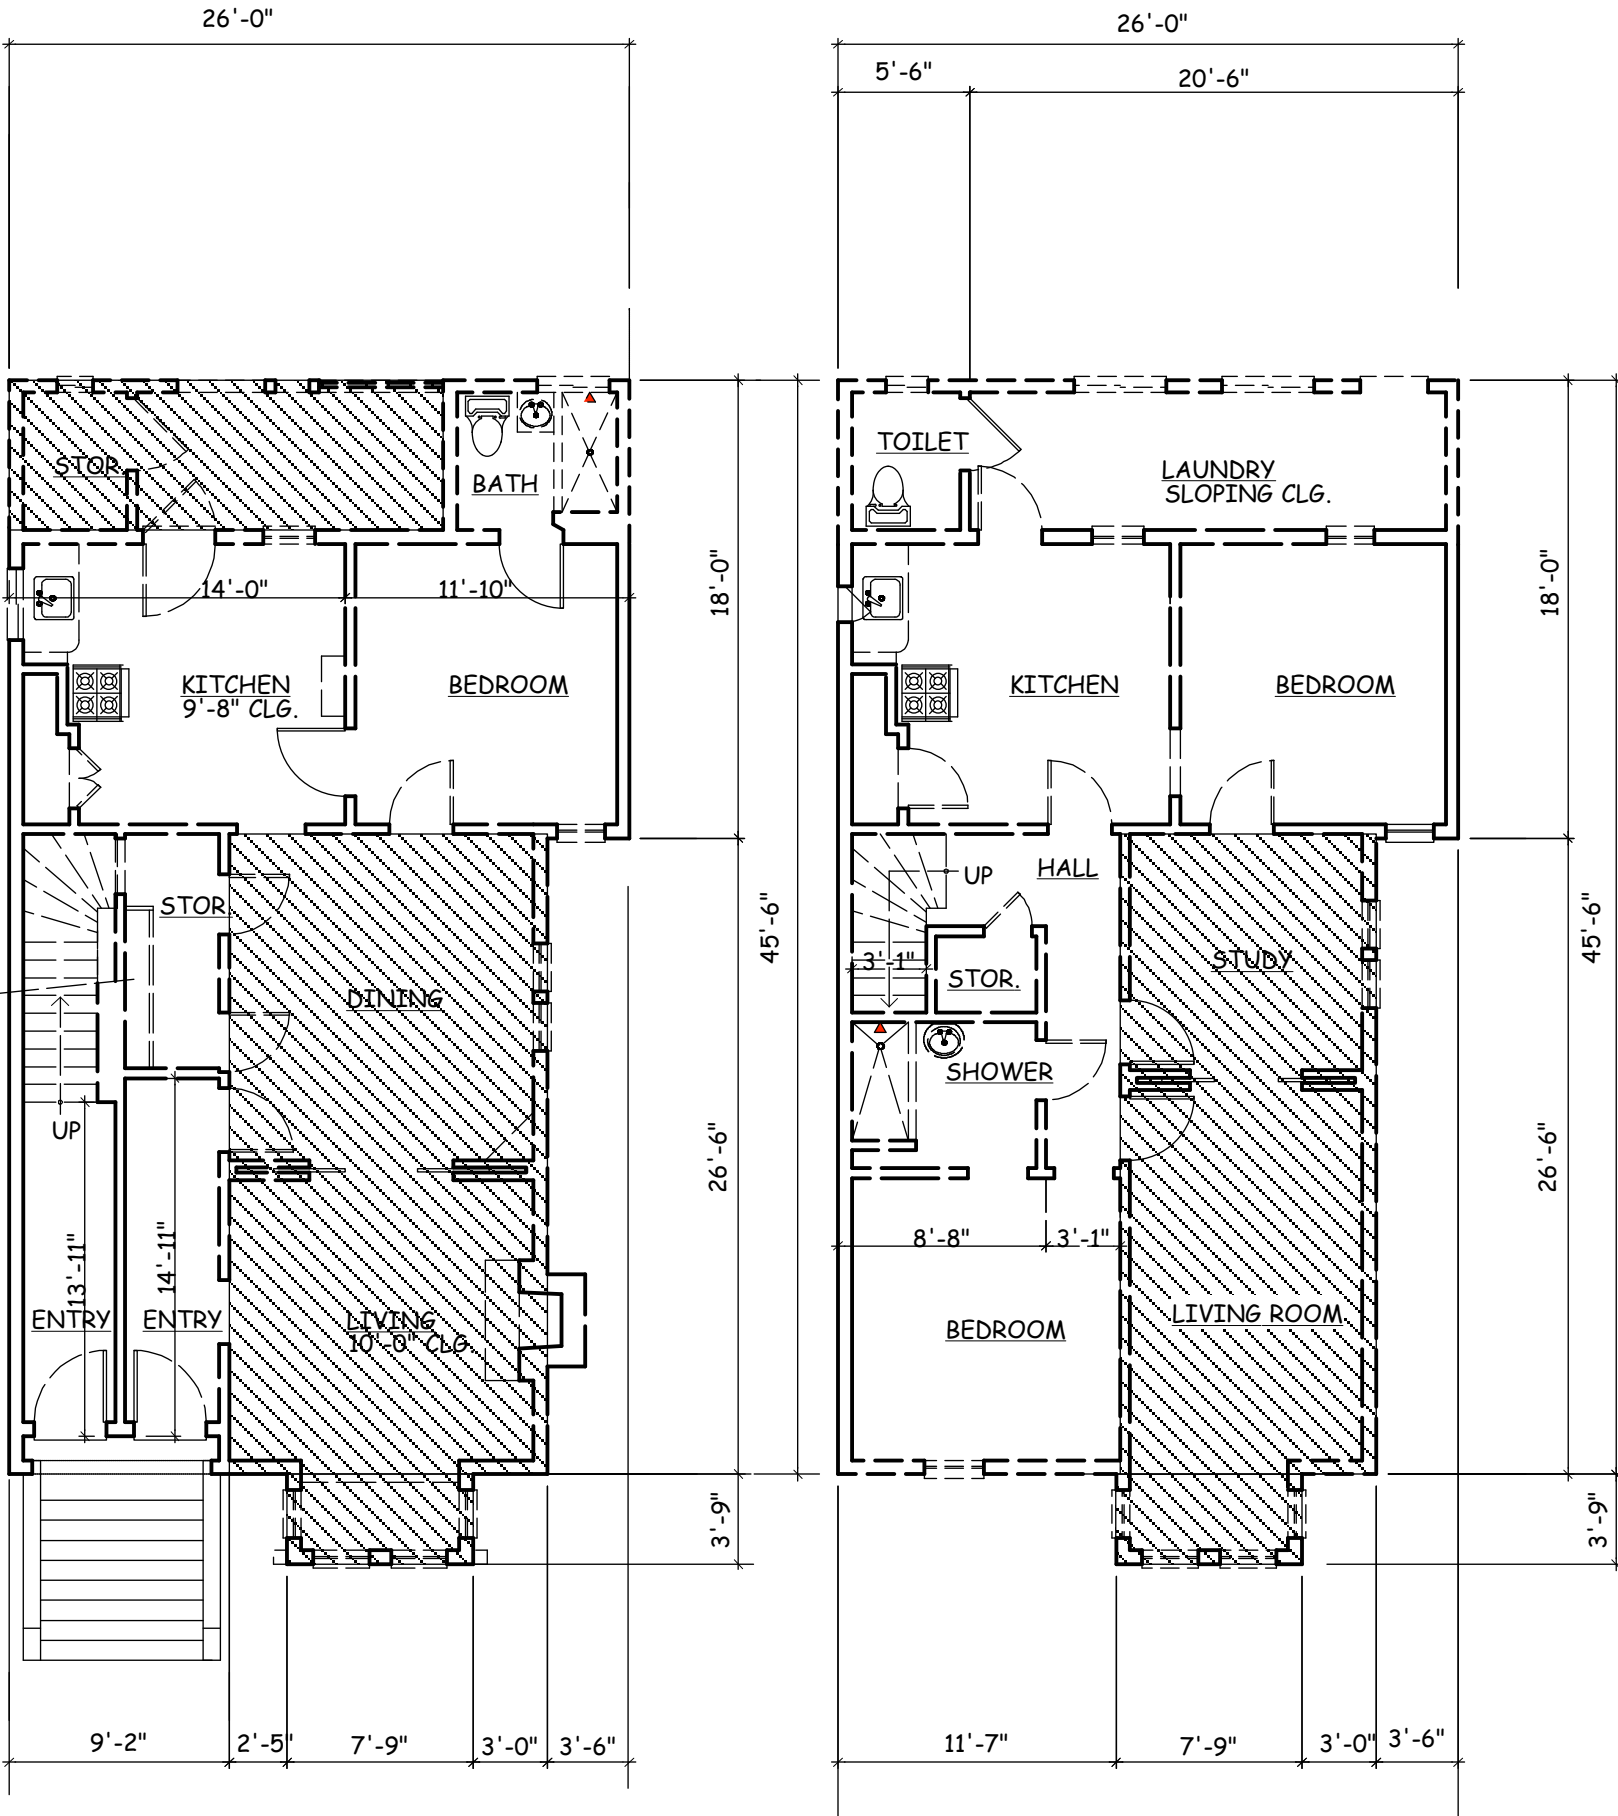 26'-0"
26'-0"
5'-6"
20'-6"
STOR.
BATH
TOILET
LAUNDRY
SLOPING CLG.
14'-0"
11'-10"
18'-0"
18'-0"
KITCHEN
9'-8" CLG.
BEDROOM
KITCHEN
BEDROOM
STOR.
UP
HALL
45'-6"
45'-6"
DINING
3'-1"
STOR.
STUDY
SHOWER
UP
26'-6"
26'-6"
13'-11"
14'-11"
8'-8"
3'-1"
ENTRY
ENTRY
LIVING
10'-0" CLG.
BEDROOM
LIVING ROOM
3'-9"
3'-9"
9'-2"
2'-5"
7'-9"
3'-0"
3'-6"
11'-7"
7'-9"
3'-0"
3'-6"